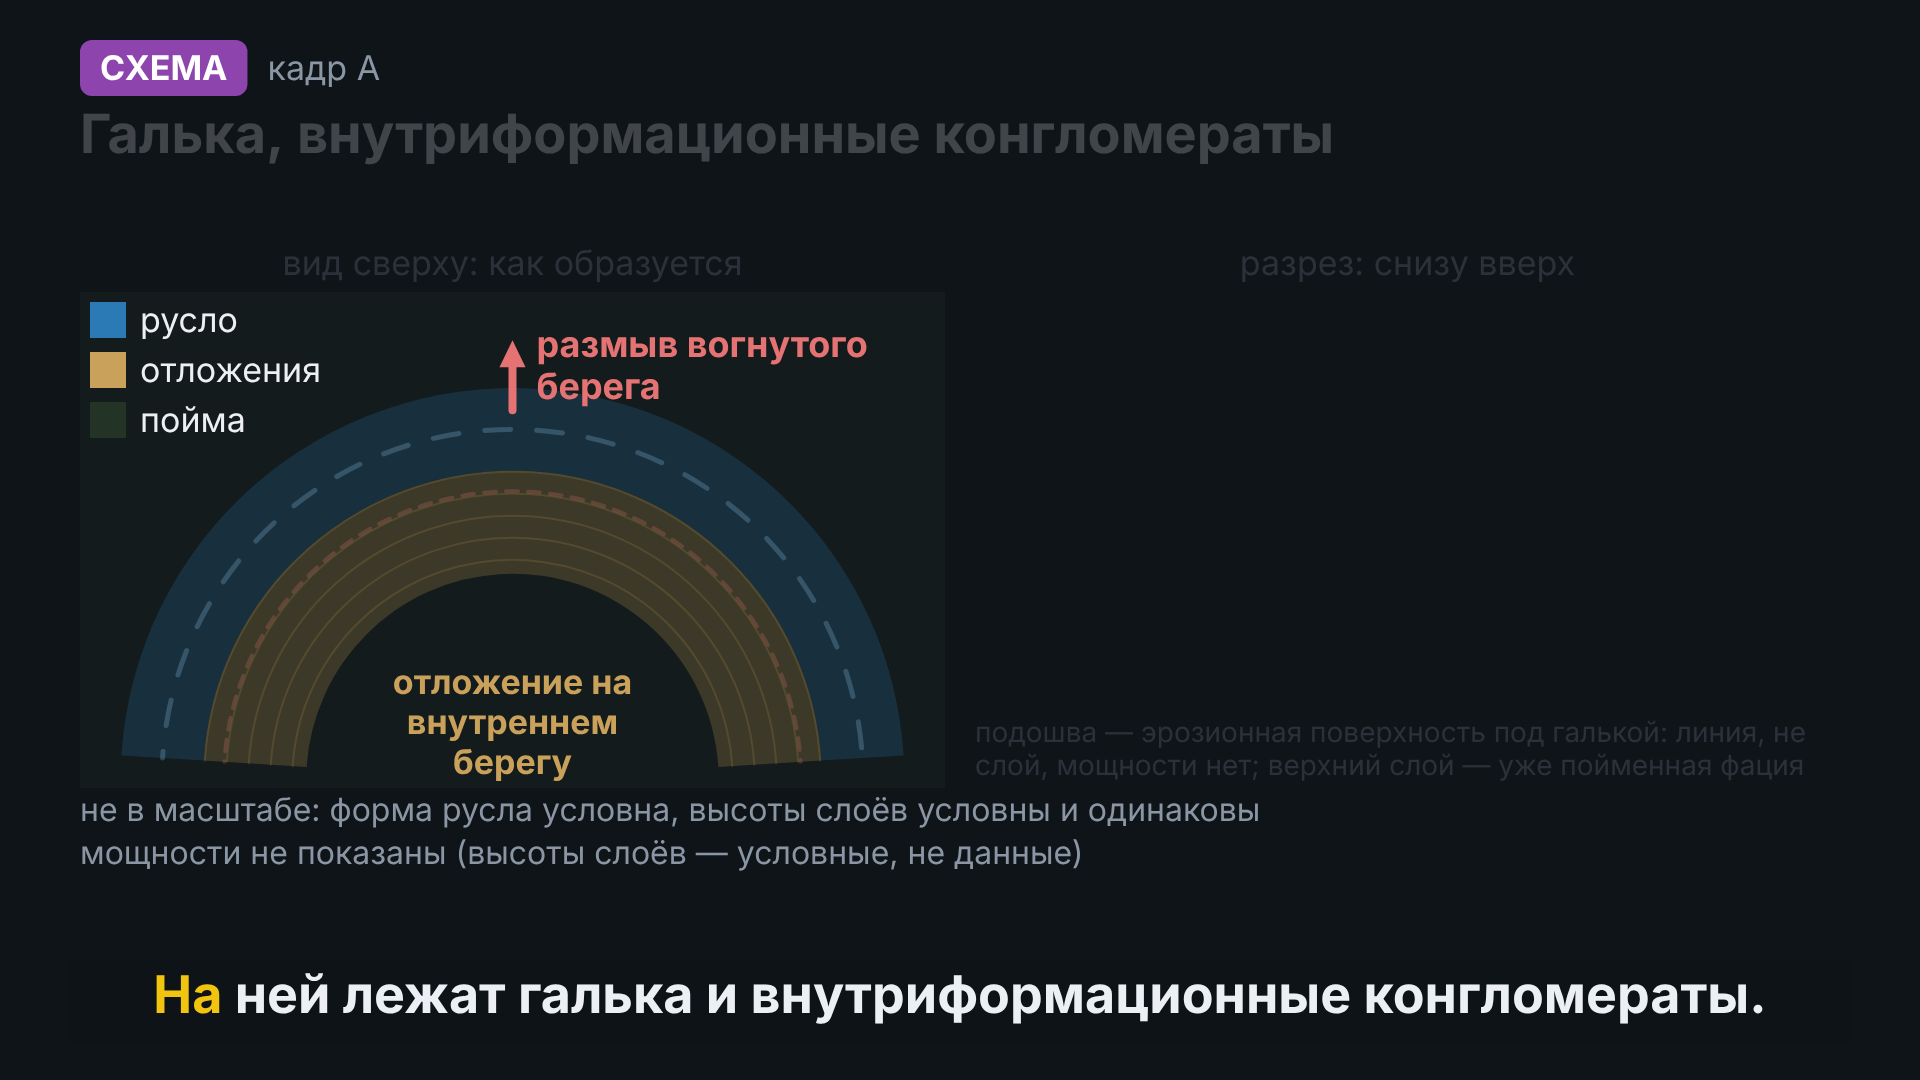 СХЕМА кадр А
Галька, внутриформационные конгломераты
вид сверху: как образуется
разрез: снизу вверх
русло
отложения
пойма
размыв вогнутого
берега
отложение на
внутреннем
берегу
подошва — эрозионная поверхность под галькой: линия, не
слой, мощности нет; верхний слой — уже пойменная фация
не в масштабе: форма русла условна, высоты слоёв условны и одинаковы
мощности не показаны (высоты слоёв — условные, не данные)
На ней лежат галька и внутриформационные конгломераты.